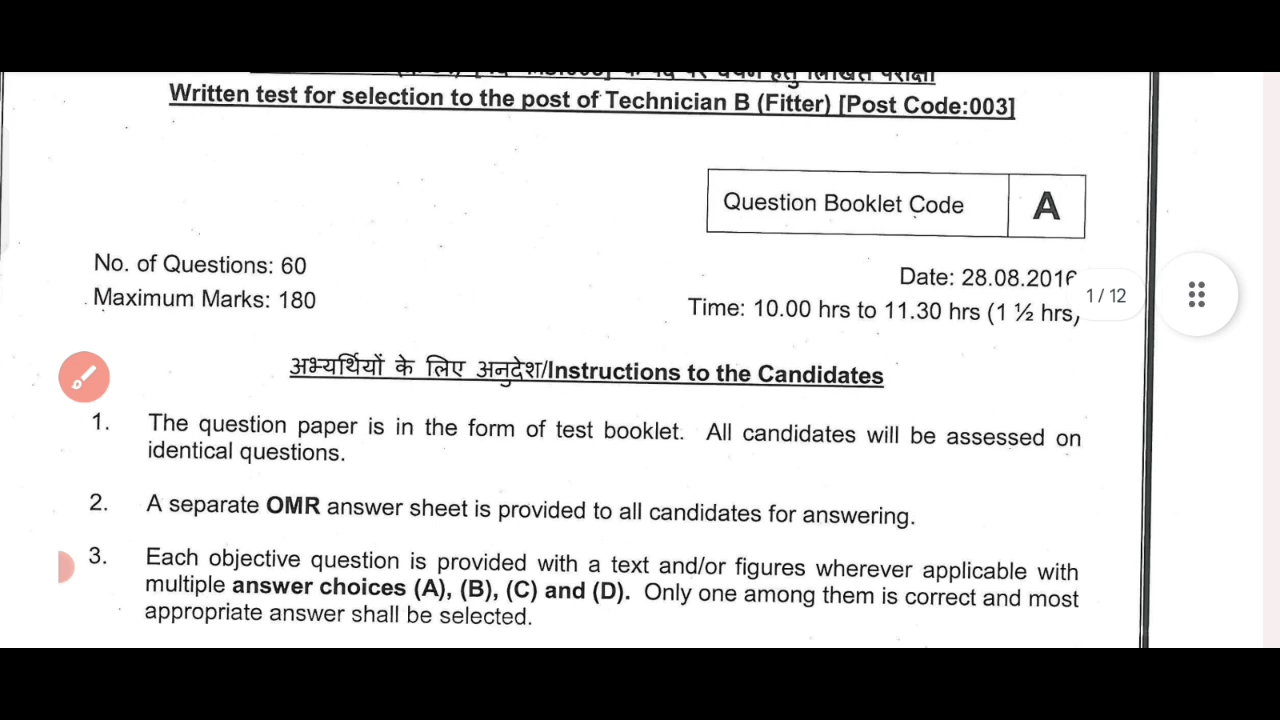 के पद पर चयन हेतु लिखित परीक्षा
Written test for selection to the post of Technician B (Fitter) [Post Code:003]
Question Booklet Code
A
No. of Questions: 60
Maximum Marks: 180
Date: 28.08.2016
Time: 10.00 hrs to 11.30 hrs (1 ½ hrs)
1 / 12
अभ्यर्थियों के लिए अनुदेश/Instructions to the Candidates
1. The question paper is in the form of test booklet. All candidates will be assessed on
identical questions.
2. A separate OMR answer sheet is provided to all candidates for answering.
3. Each objective question is provided with a text and/or figures wherever applicable with
multiple answer choices (A), (B), (C) and (D). Only one among them is correct and most
appropriate answer shall be selected.